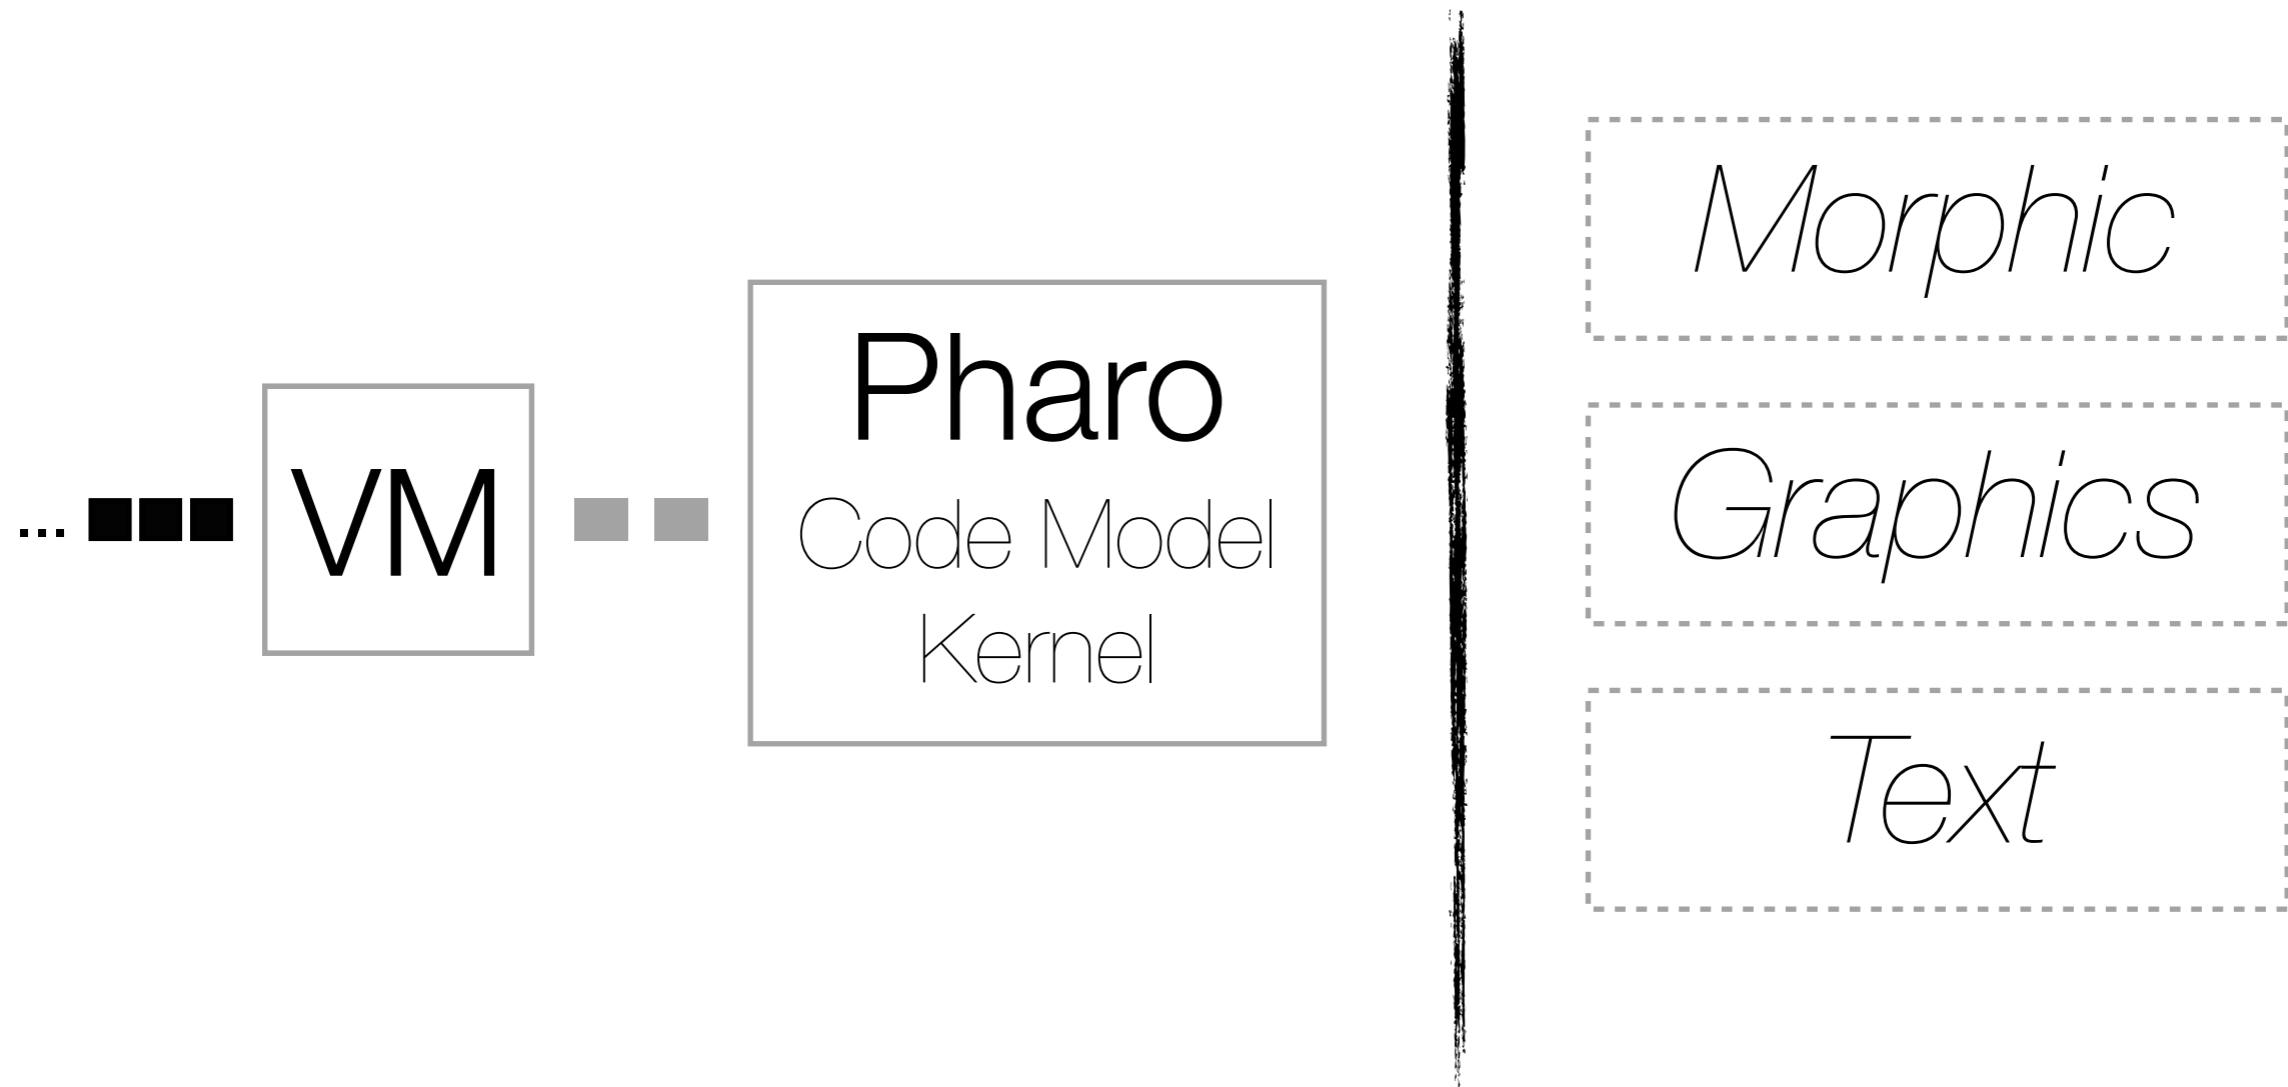 ...
VM
Pharo
Code Model
Kernel
Morphic
Graphics
Text